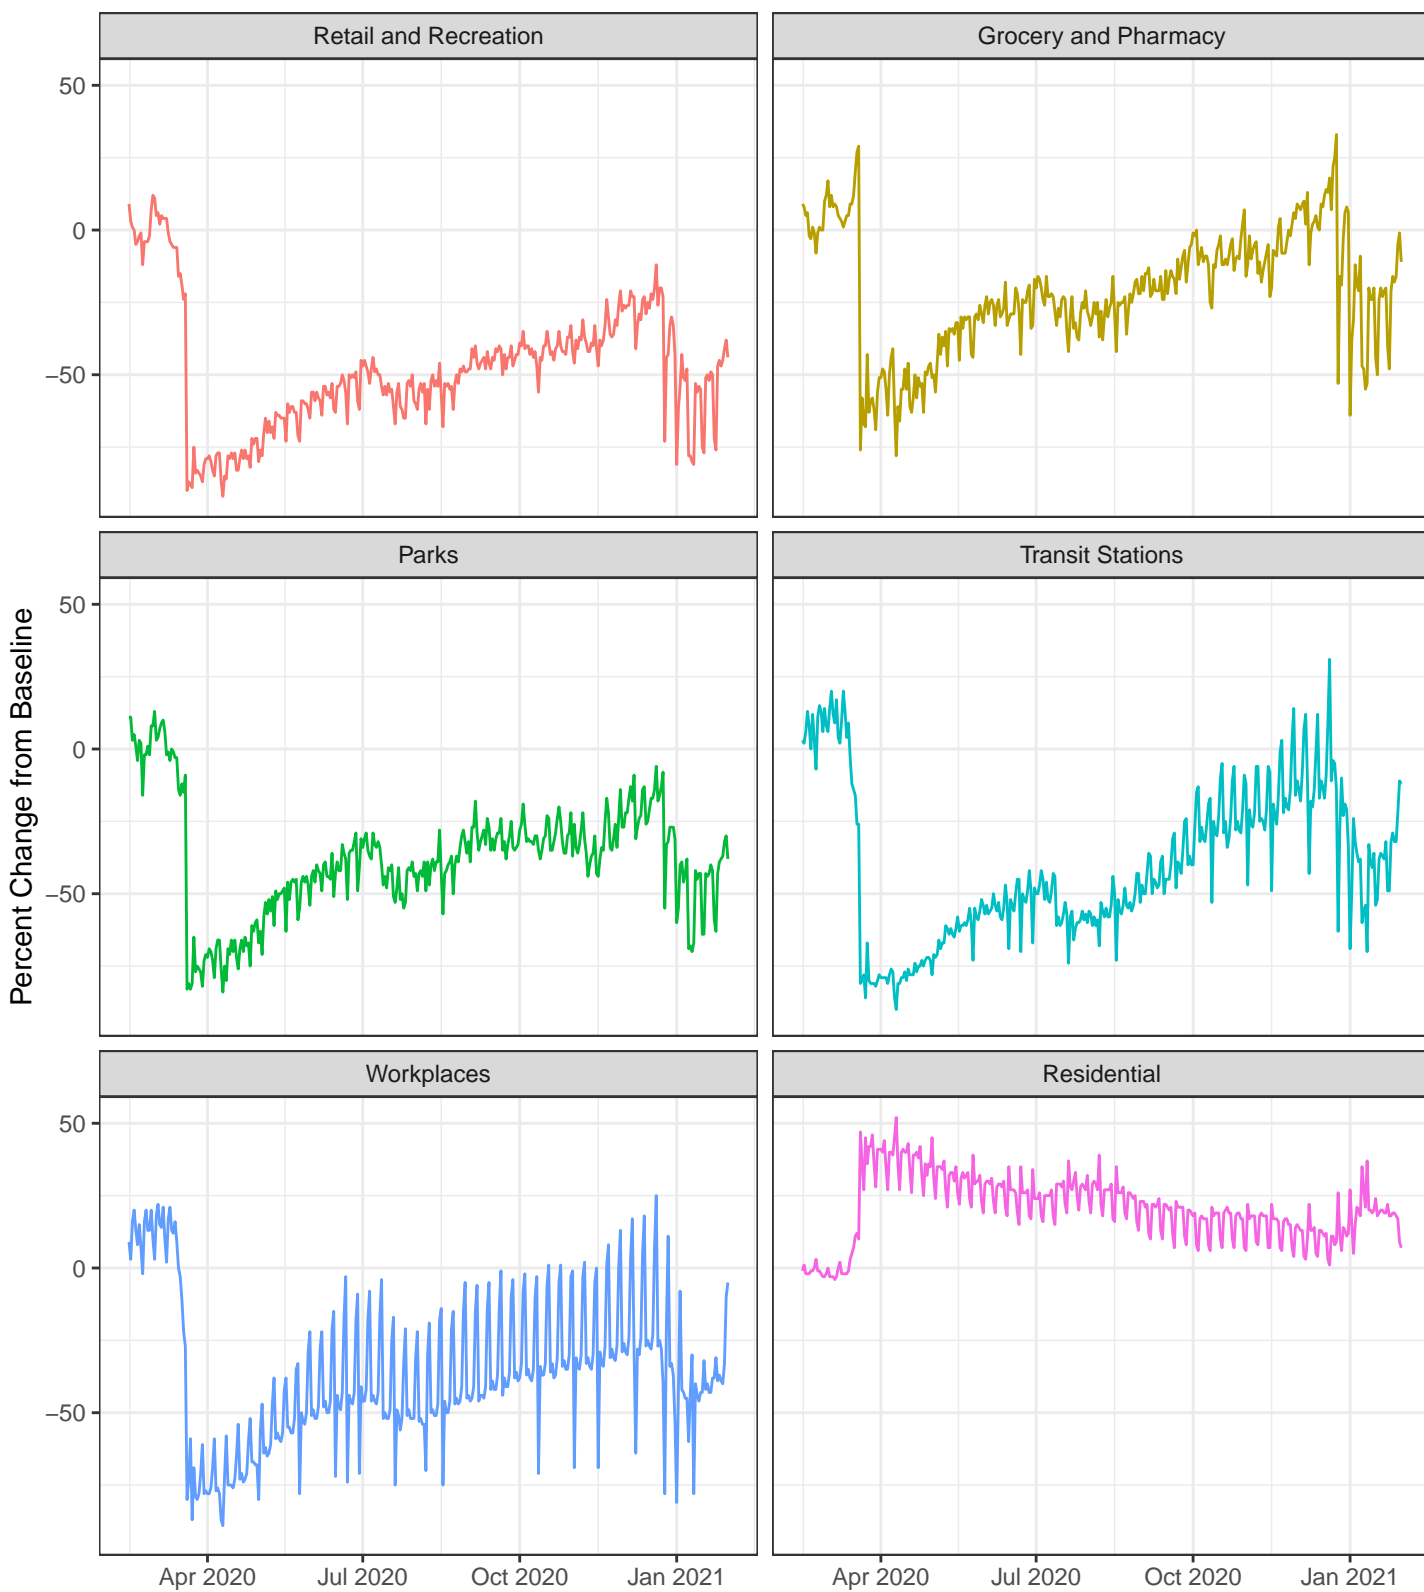 Retail and Recreation
Grocery and Pharmacy
50
0
−50
Parks
Transit Stations
50
0
−50
Percent Change from Baseline
Workplaces
Residential
50
0
−50
Apr 2020 Jul 2020 Oct 2020 Jan 2021
Apr 2020 Jul 2020 Oct 2020 Jan 2021